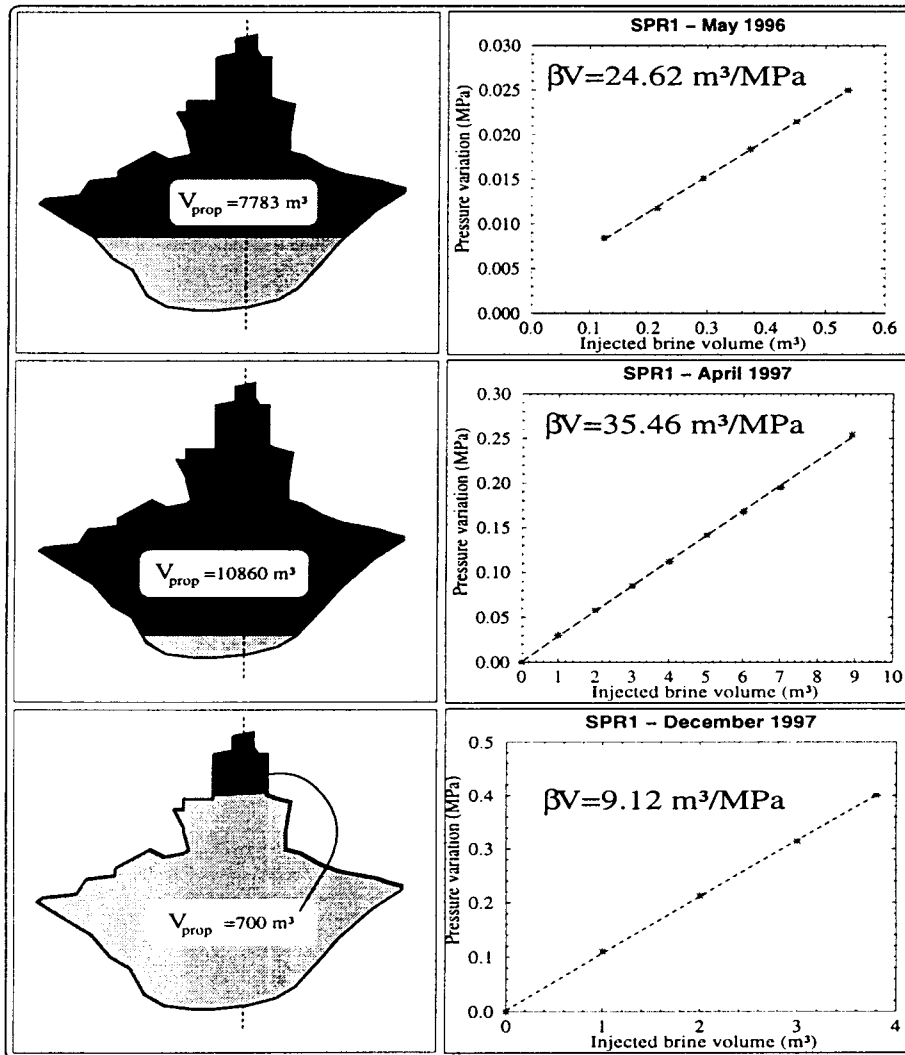 V_prop =7783 m³
SPR1 – May 1996
βV=24.62 m³/MPa
Pressure variation (MPa)
0.030
0.025
0.020
0.015
0.010
0.005
0.000
0.0 0.1 0.2 0.3 0.4 0.5 0.6
Injected brine volume (m³)
V_prop =10860 m³
SPR1 – April 1997
βV=35.46 m³/MPa
Pressure variation (MPa)
0.30
0.25
0.20
0.15
0.10
0.05
0.00
0 1 2 3 4 5 6 7 8 9 10
Injected brine volume (m³)
V_prop =700 m³
SPR1 – December 1997
βV=9.12 m³/MPa
Pressure variation (MPa)
0.5
0.4
0.3
0.2
0.1
0.0
0 1 2 3 4
Injected brine volume (m³)